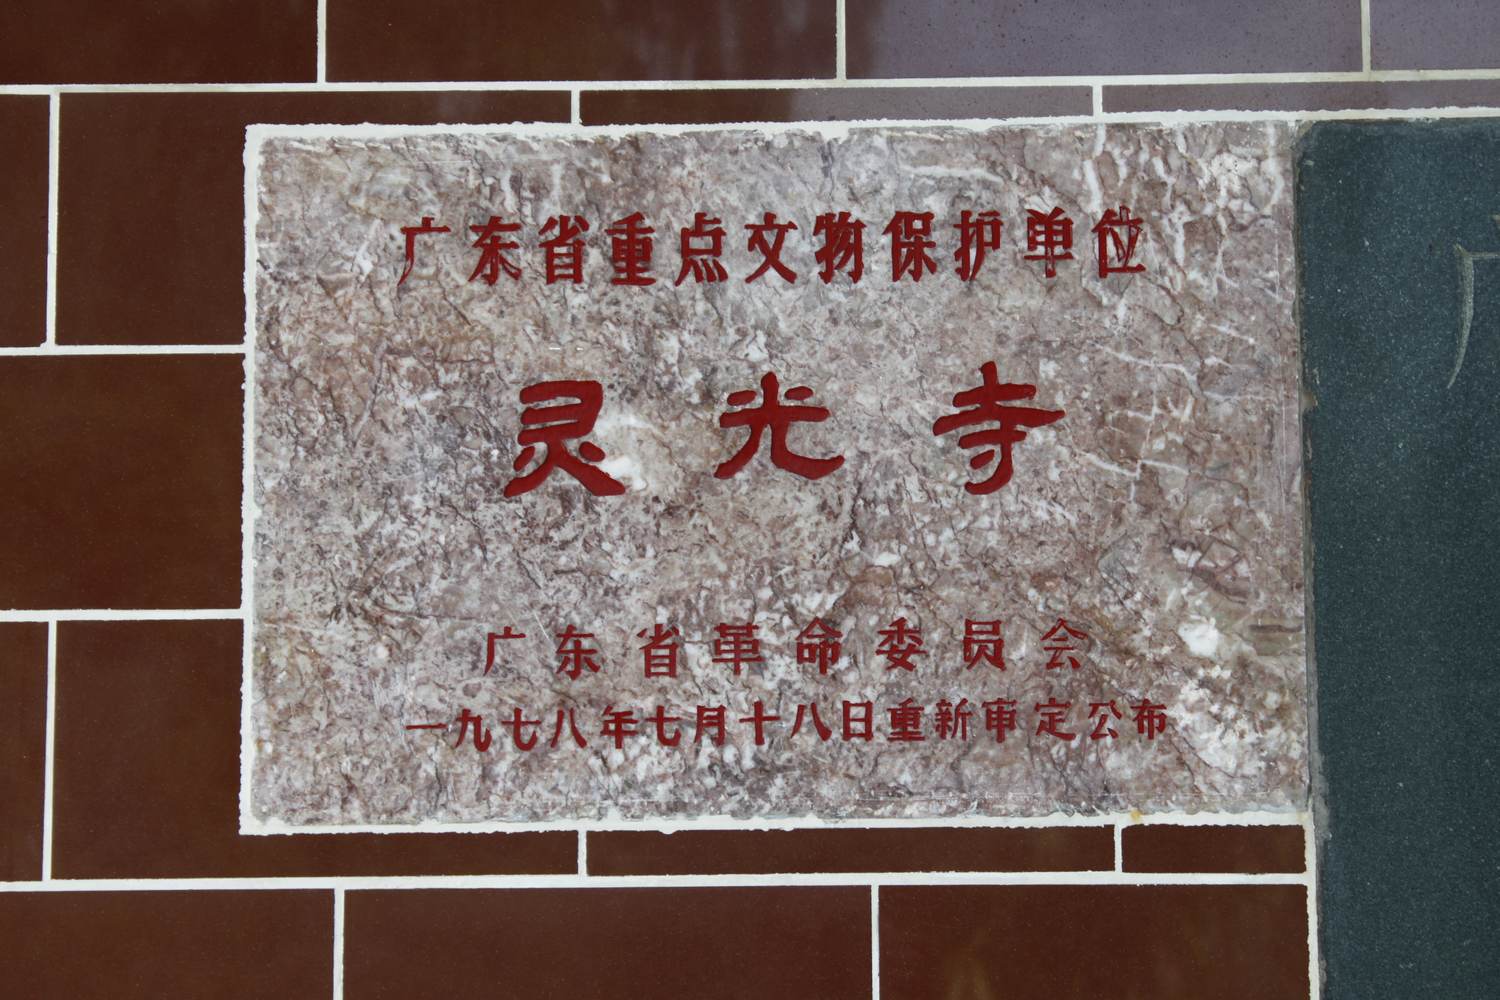 广东省重点文物保护单位
灵光寺
广东省革命委员会
一九七八年七月十八日重新审定公布